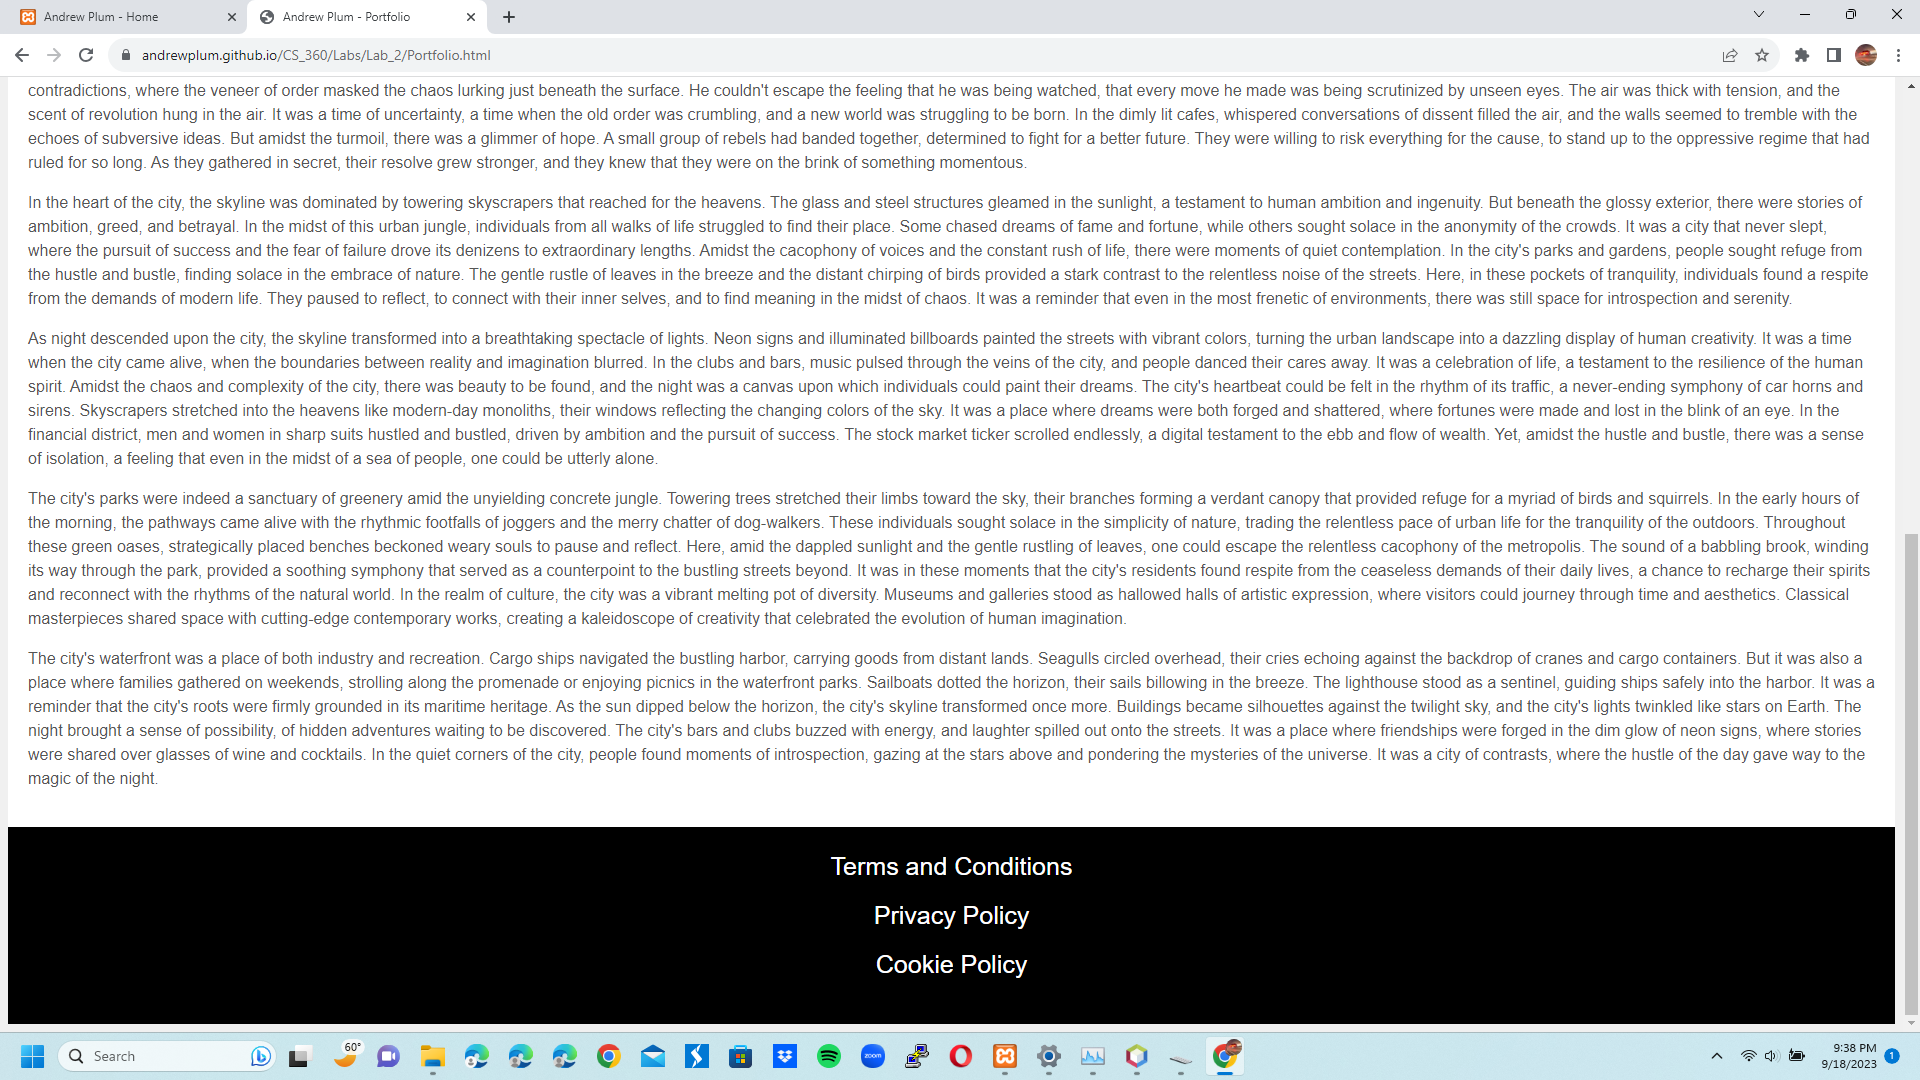 Andrew Plum - Home
Andrew Plum - Portfolio
andrewplum.github.io/CS_360/Labs/Lab_2/Portfolio.html
contradictions, where the veneer of order masked the chaos lurking just beneath the surface. He couldn't escape the feeling that he was being watched, that every move he made was being scrutinized by unseen eyes. The air was thick with tension, and the
scent of revolution hung in the air. It was a time of uncertainty, a time when the old order was crumbling, and a new world was struggling to be born. In the dimly lit cafes, whispered conversations of dissent filled the air, and the walls seemed to tremble with the
echoes of subversive ideas. But amidst the turmoil, there was a glimmer of hope. A small group of rebels had banded together, determined to fight for a better future. They were willing to risk everything for the cause, to stand up to the oppressive regime that had
ruled for so long. As they gathered in secret, their resolve grew stronger, and they knew that they were on the brink of something momentous.
In the heart of the city, the skyline was dominated by towering skyscrapers that reached for the heavens. The glass and steel structures gleamed in the sunlight, a testament to human ambition and ingenuity. But beneath the glossy exterior, there were stories of
ambition, greed, and betrayal. In the midst of this urban jungle, individuals from all walks of life struggled to find their place. Some chased dreams of fame and fortune, while others sought solace in the anonymity of the crowds. It was a city that never slept,
where the pursuit of success and the fear of failure drove its denizens to extraordinary lengths. Amidst the cacophony of voices and the constant rush of life, there were moments of quiet contemplation. In the city's parks and gardens, people sought refuge from
the hustle and bustle, finding solace in the embrace of nature. The gentle rustle of leaves in the breeze and the distant chirping of birds provided a stark contrast to the relentless noise of the streets. Here, in these pockets of tranquility, individuals found a respite
from the demands of modern life. They paused to reflect, to connect with their inner selves, and to find meaning in the midst of chaos. It was a reminder that even in the most frenetic of environments, there was still space for introspection and serenity.
As night descended upon the city, the skyline transformed into a breathtaking spectacle of lights. Neon signs and illuminated billboards painted the streets with vibrant colors, turning the urban landscape into a dazzling display of human creativity. It was a time
when the city came alive, when the boundaries between reality and imagination blurred. In the clubs and bars, music pulsed through the veins of the city, and people danced their cares away. It was a celebration of life, a testament to the resilience of the human
spirit. Amidst the chaos and complexity of the city, there was beauty to be found, and the night was a canvas upon which individuals could paint their dreams. The city's heartbeat could be felt in the rhythm of its traffic, a never-ending symphony of car horns and
sirens. Skyscrapers stretched into the heavens like modern-day monoliths, their windows reflecting the changing colors of the sky. It was a place where dreams were both forged and shattered, where fortunes were made and lost in the blink of an eye. In the
financial district, men and women in sharp suits hustled and bustled, driven by ambition and the pursuit of success. The stock market ticker scrolled endlessly, a digital testament to the ebb and flow of wealth. Yet, amidst the hustle and bustle, there was a sense
of isolation, a feeling that even in the midst of a sea of people, one could be utterly alone.
The city's parks were indeed a sanctuary of greenery amid the unyielding concrete jungle. Towering trees stretched their limbs toward the sky, their branches forming a verdant canopy that provided refuge for a myriad of birds and squirrels. In the early hours of
the morning, the pathways came alive with the rhythmic footfalls of joggers and the merry chatter of dog-walkers. These individuals sought solace in the simplicity of nature, trading the relentless pace of urban life for the tranquility of the outdoors. Throughout
these green oases, strategically placed benches beckoned weary souls to pause and reflect. Here, amid the dappled sunlight and the gentle rustling of leaves, one could escape the relentless cacophony of the metropolis. The sound of a babbling brook, winding
its way through the park, provided a soothing symphony that served as a counterpoint to the bustling streets beyond. It was in these moments that the city's residents found respite from the ceaseless demands of their daily lives, a chance to recharge their spirits
and reconnect with the rhythms of the natural world. In the realm of culture, the city was a vibrant melting pot of diversity. Museums and galleries stood as hallowed halls of artistic expression, where visitors could journey through time and aesthetics. Classical
masterpieces shared space with cutting-edge contemporary works, creating a kaleidoscope of creativity that celebrated the evolution of human imagination.
The city's waterfront was a place of both industry and recreation. Cargo ships navigated the bustling harbor, carrying goods from distant lands. Seagulls circled overhead, their cries echoing against the backdrop of cranes and cargo containers. But it was also a
place where families gathered on weekends, strolling along the promenade or enjoying picnics in the waterfront parks. Sailboats dotted the horizon, their sails billowing in the breeze. The lighthouse stood as a sentinel, guiding ships safely into the harbor. It was a
reminder that the city's roots were firmly grounded in its maritime heritage. As the sun dipped below the horizon, the city's skyline transformed once more. Buildings became silhouettes against the twilight sky, and the city's lights twinkled like stars on Earth. The
night brought a sense of possibility, of hidden adventures waiting to be discovered. The city's bars and clubs buzzed with energy, and laughter spilled out onto the streets. It was a place where friendships were forged in the dim glow of neon signs, where stories
were shared over glasses of wine and cocktails. In the quiet corners of the city, people found moments of introspection, gazing at the stars above and pondering the mysteries of the universe. It was a city of contrasts, where the hustle of the day gave way to the
magic of the night.
Terms and Conditions
Privacy Policy
Cookie Policy
Search
60°
zoom
9:38 PM
9/18/2023
1